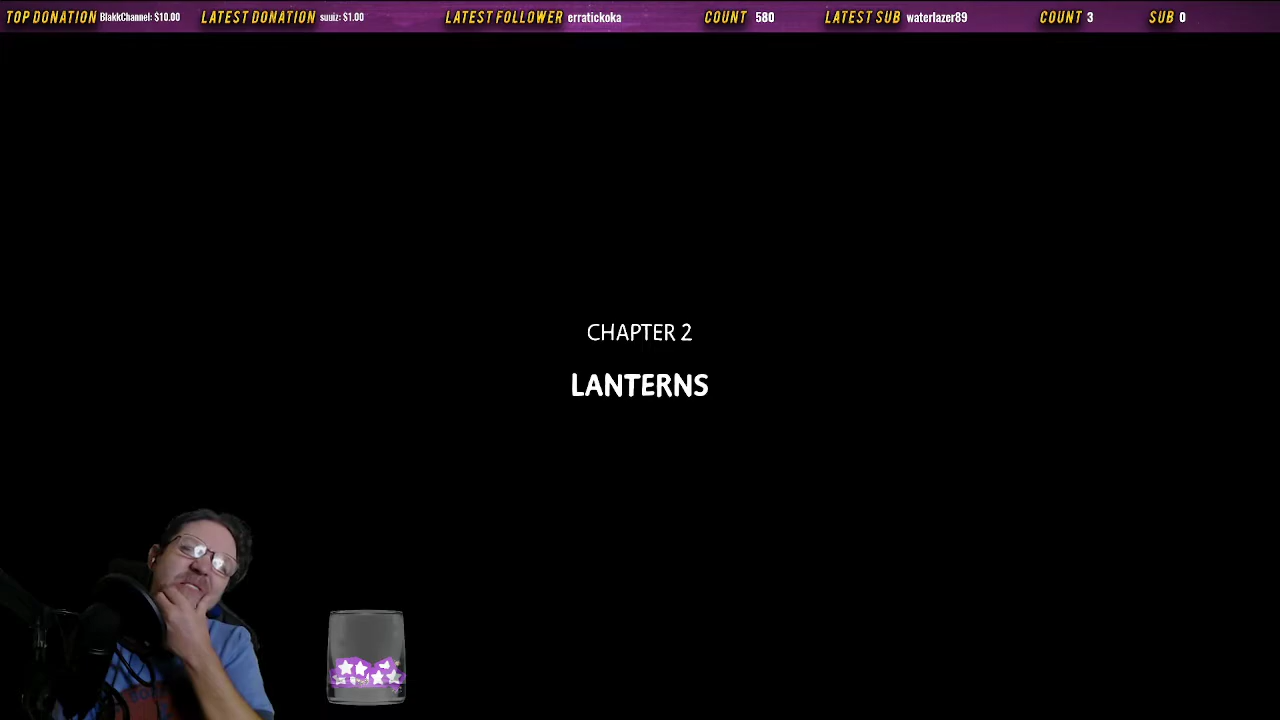 TOP DONATION BlakkChannel: $10.00 LATEST DONATION suuiz: $1.00 LATEST FOLLOWER erratickoka COUNT 580 LATEST SUB waterlazer89 COUNT 3 SUB 0
CHAPTER 2
LANTERNS